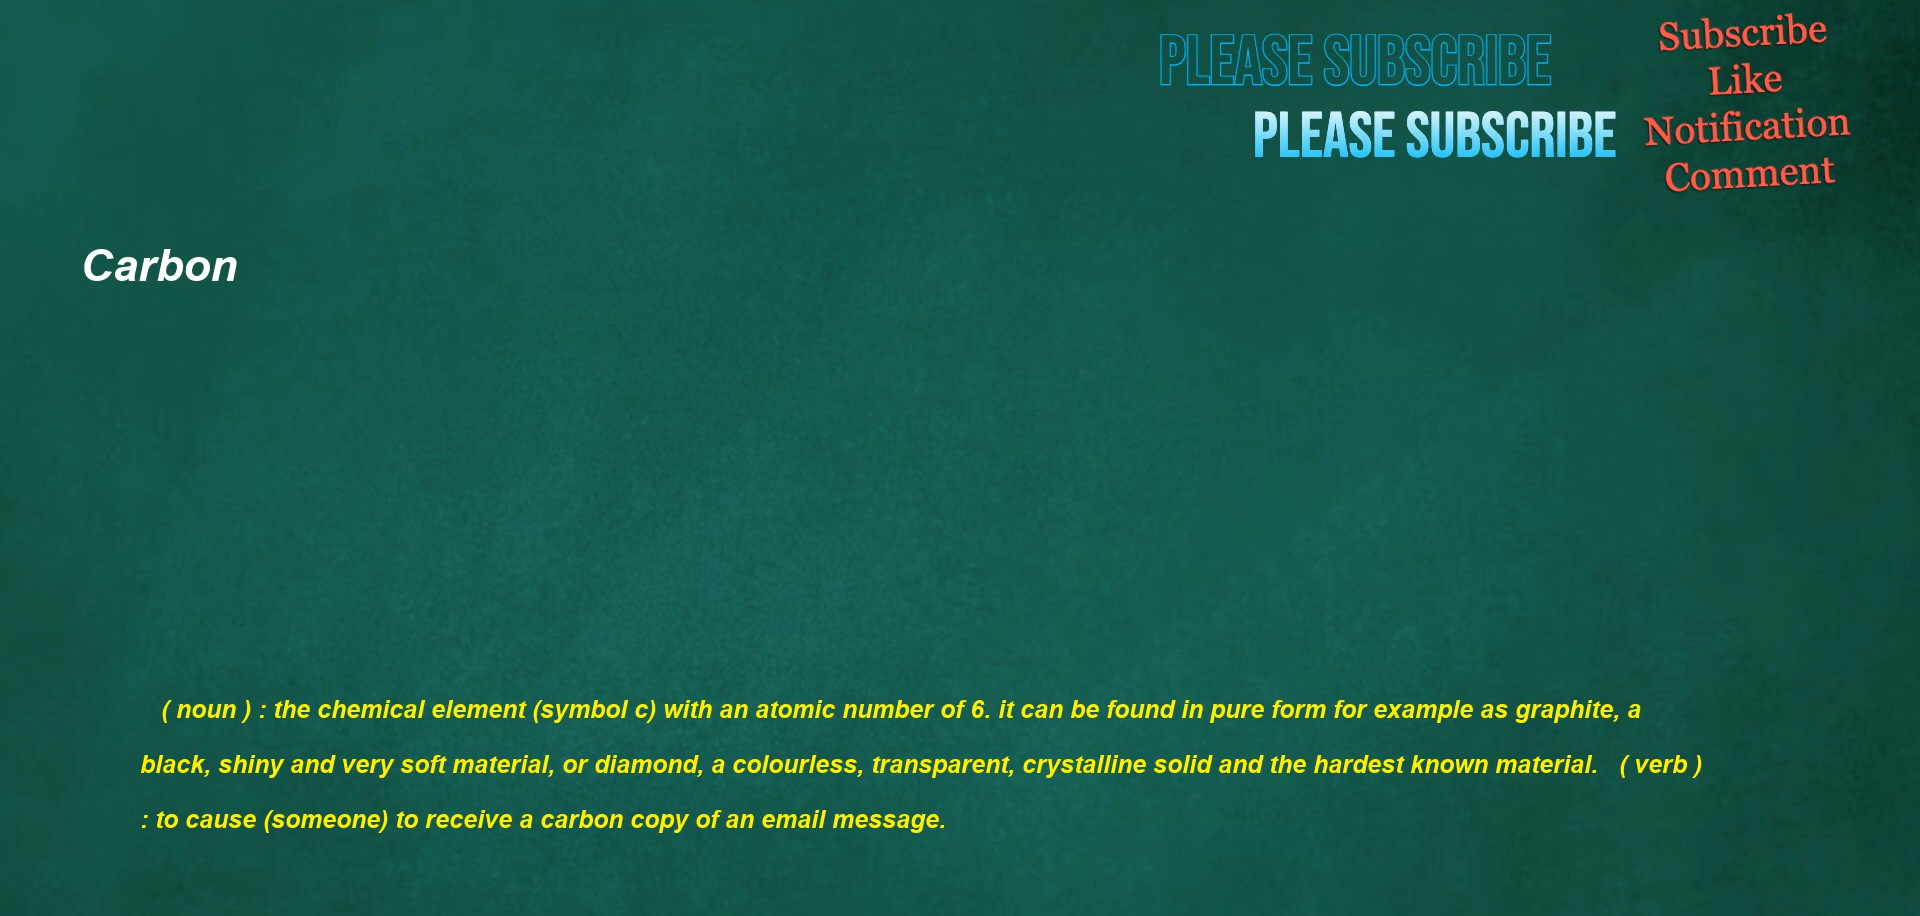 PLEASE SUBSCRIBE
PLEASE SUBSCRIBE
Subscribe
Like
Notification
Comment
Carbon
( noun ) : the chemical element (symbol c) with an atomic number of 6. it can be found in pure form for example as graphite, a
black, shiny and very soft material, or diamond, a colourless, transparent, crystalline solid and the hardest known material. ( verb )
: to cause (someone) to receive a carbon copy of an email message.